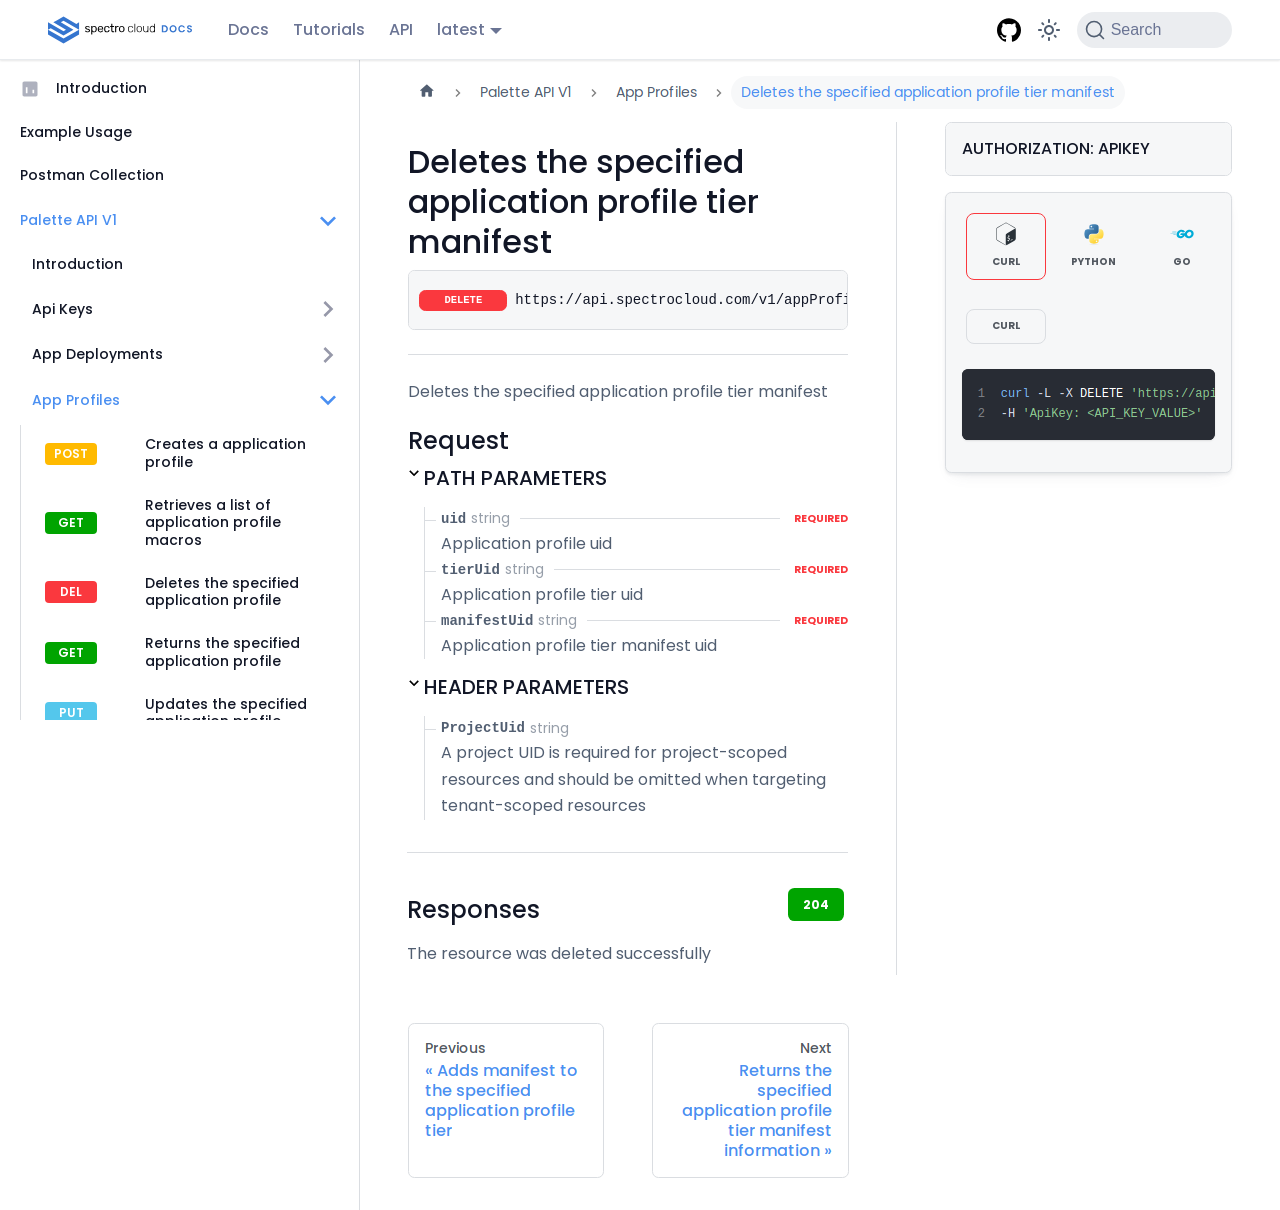 spectro cloud DOCS Docs Tutorials API latest Search
Introduction
Example Usage
Postman Collection
Palette API V1
Introduction
Api Keys
App Deployments
App Profiles
POST Creates a application
profile
GET Retrieves a list of
application profile
macros
DEL Deletes the specified
application profile
GET Returns the specified
application profile
PUT Updates the specified
application profile
Palette API V1 App Profiles Deletes the specified application profile tier manifest
Deletes the specified
application profile tier
manifest
DELETE https://api.spectrocloud.com/v1/appProfi
Deletes the specified application profile tier manifest
Request
PATH PARAMETERS
uid string REQUIRED
Application profile uid
tierUid string REQUIRED
Application profile tier uid
manifestUid string REQUIRED
Application profile tier manifest uid
HEADER PARAMETERS
ProjectUid string
A project UID is required for project-scoped
resources and should be omitted when targeting
tenant-scoped resources
Responses 204
The resource was deleted successfully
Previous
« Adds manifest to
the specified
application profile
tier
Next
Returns the
specified
application profile
tier manifest
information »
AUTHORIZATION: APIKEY
CURL PYTHON GO
CURL
1 curl -L -X DELETE 'https://api
2 -H 'ApiKey: <API_KEY_VALUE>'